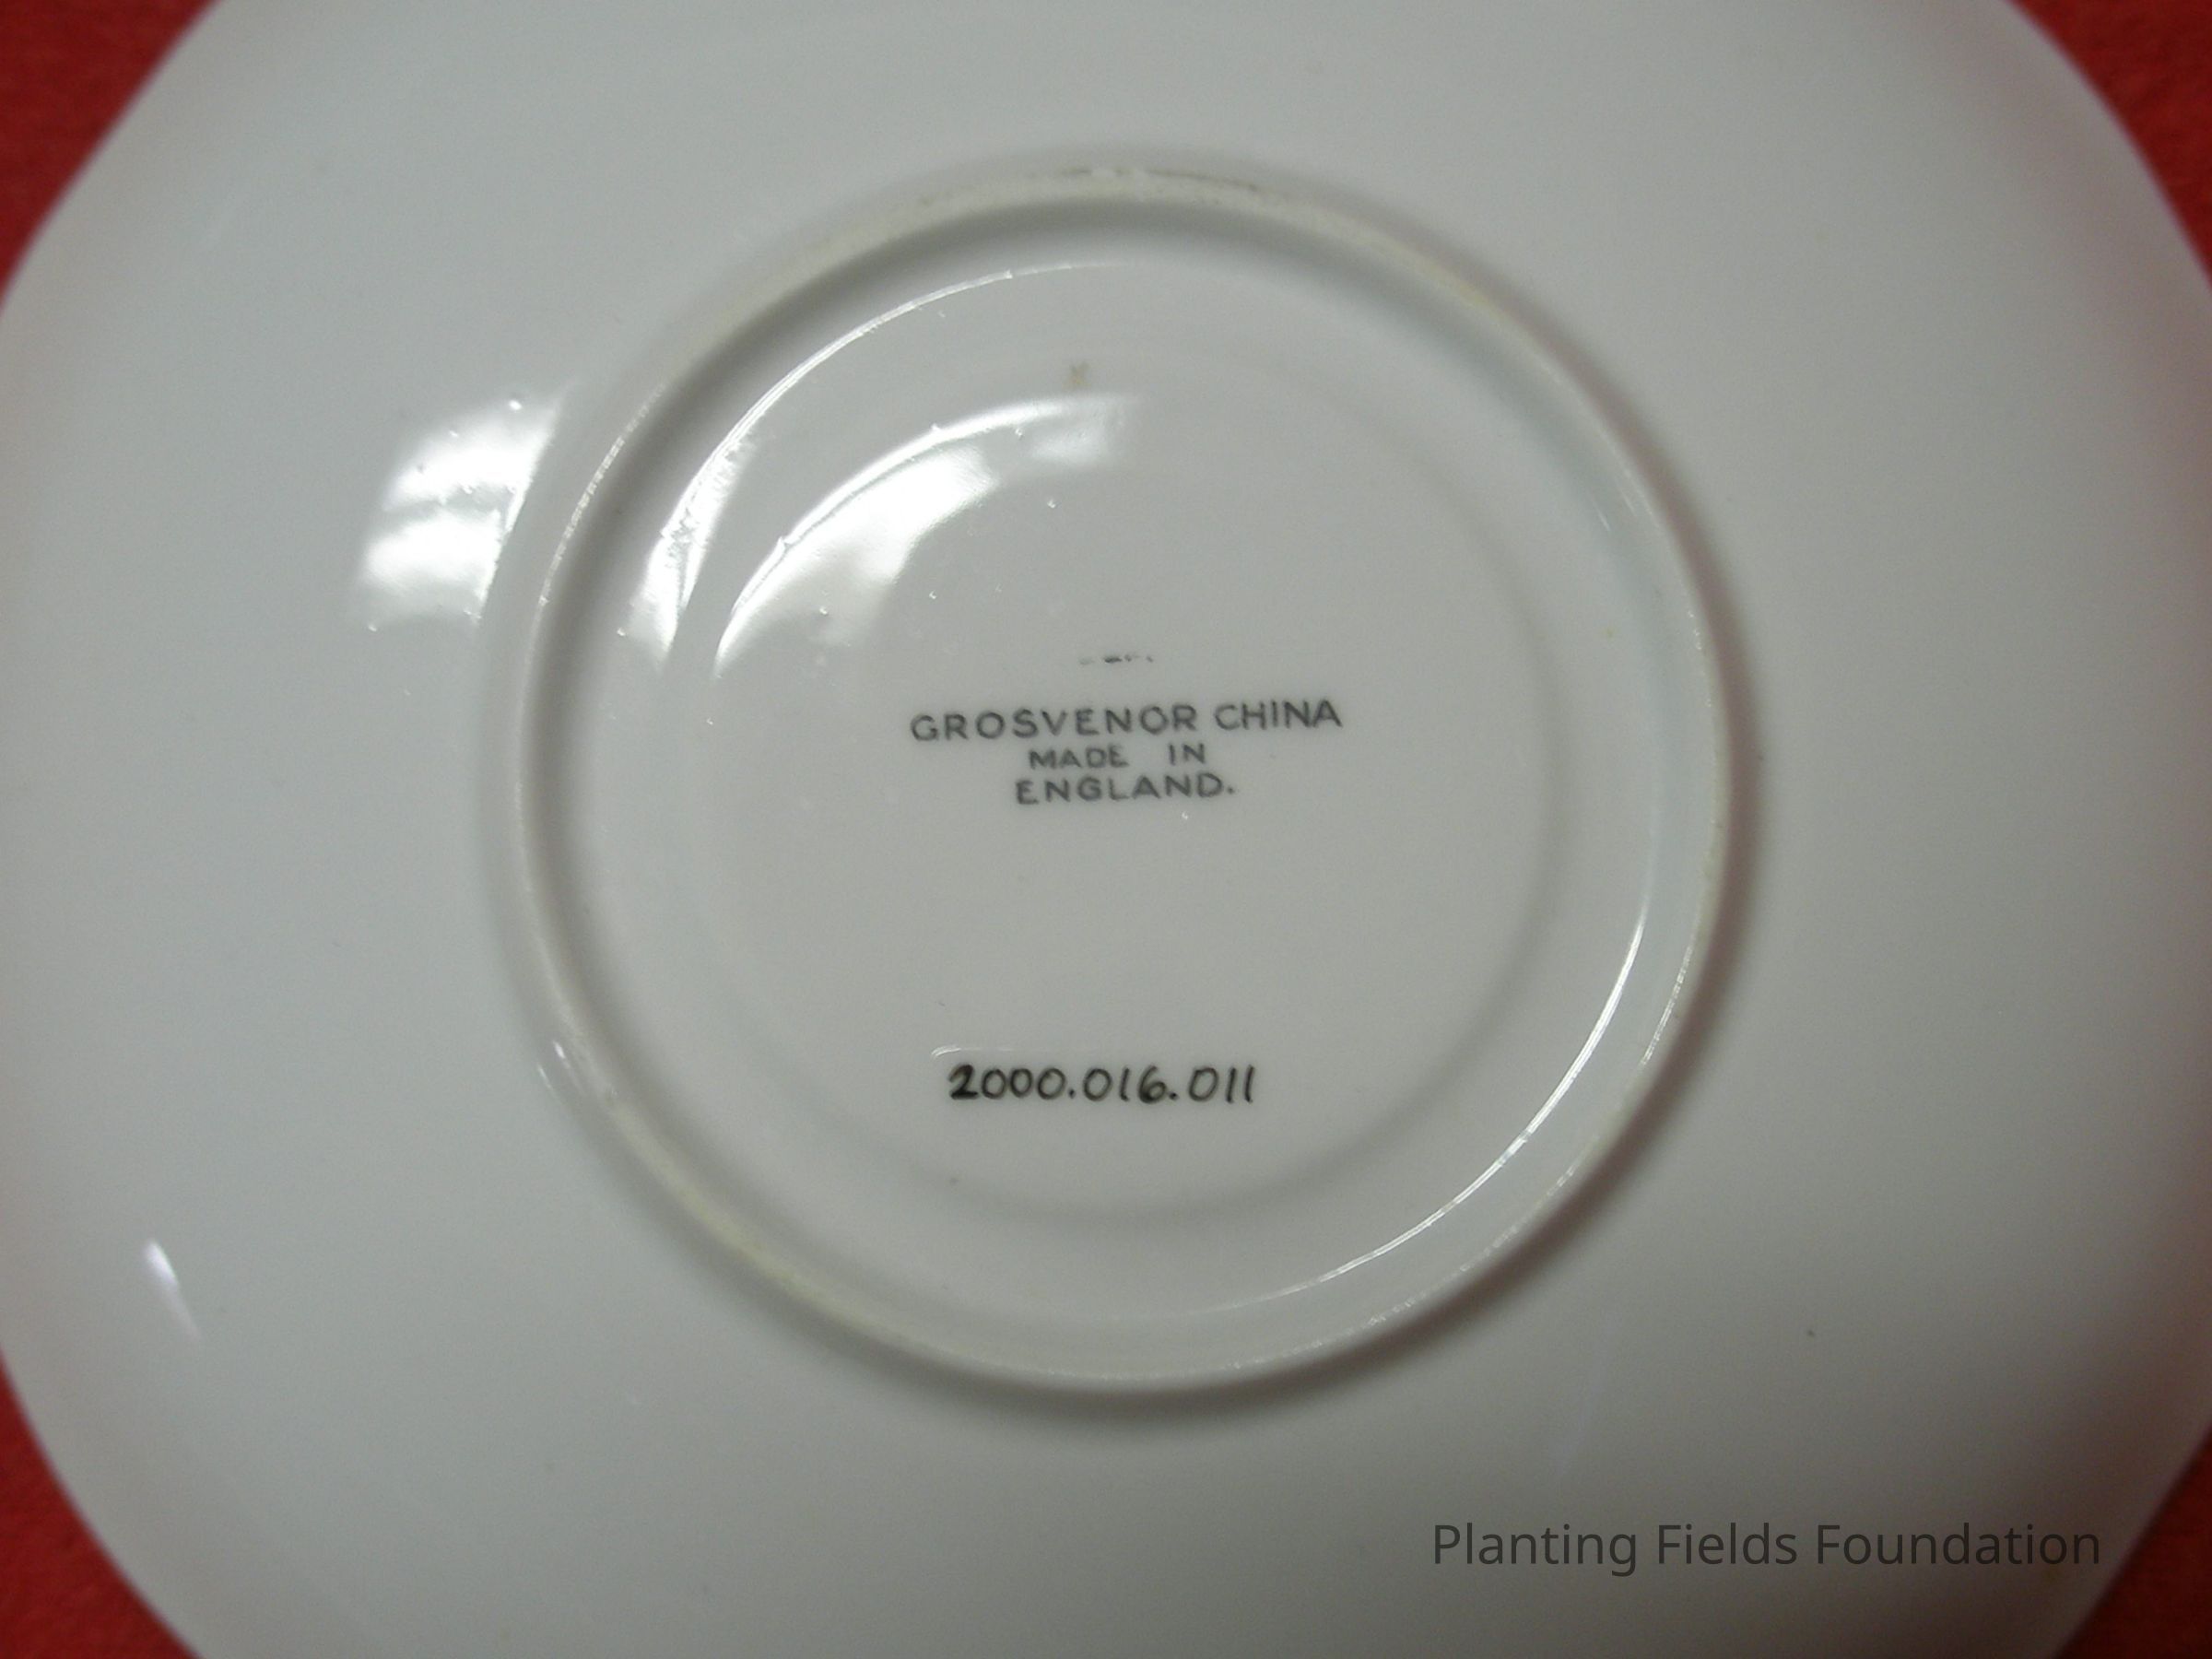 GROSVENOR CHINA
MADE IN
ENGLAND.
2000.016.011
Planting Fields Foundation